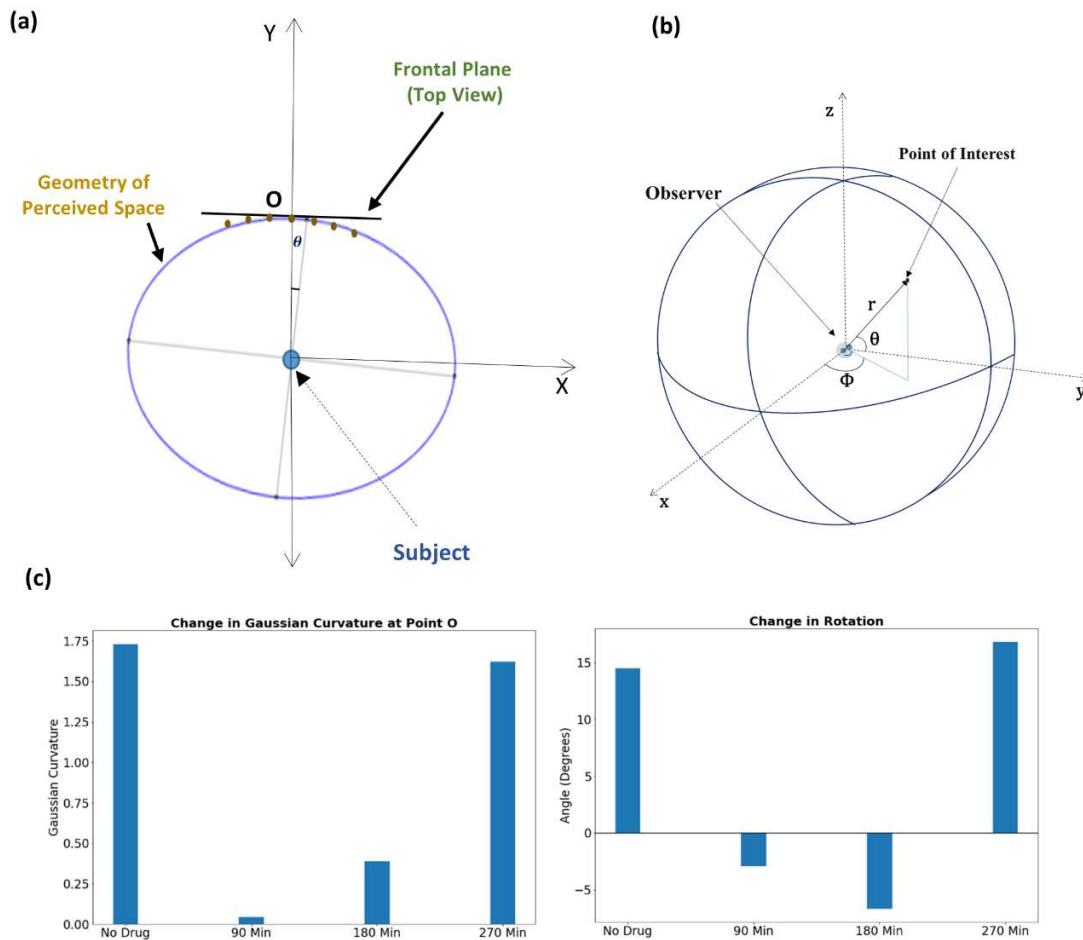 (a)
Y
Frontal Plane
(Top View)
Geometry of
Perceived Space
O
θ
X
Subject
(b)
z
Point of Interest
Observer
r
θ
Φ
y
x
(c)
Change in Gaussian Curvature at Point O
Gaussian Curvature
1.75
1.50
1.25
1.00
0.75
0.50
0.25
0.00
No Drug
90 Min
180 Min
270 Min
Change in Rotation
Angle (Degrees)
15
10
5
0
−5
No Drug
90 Min
180 Min
270 Min